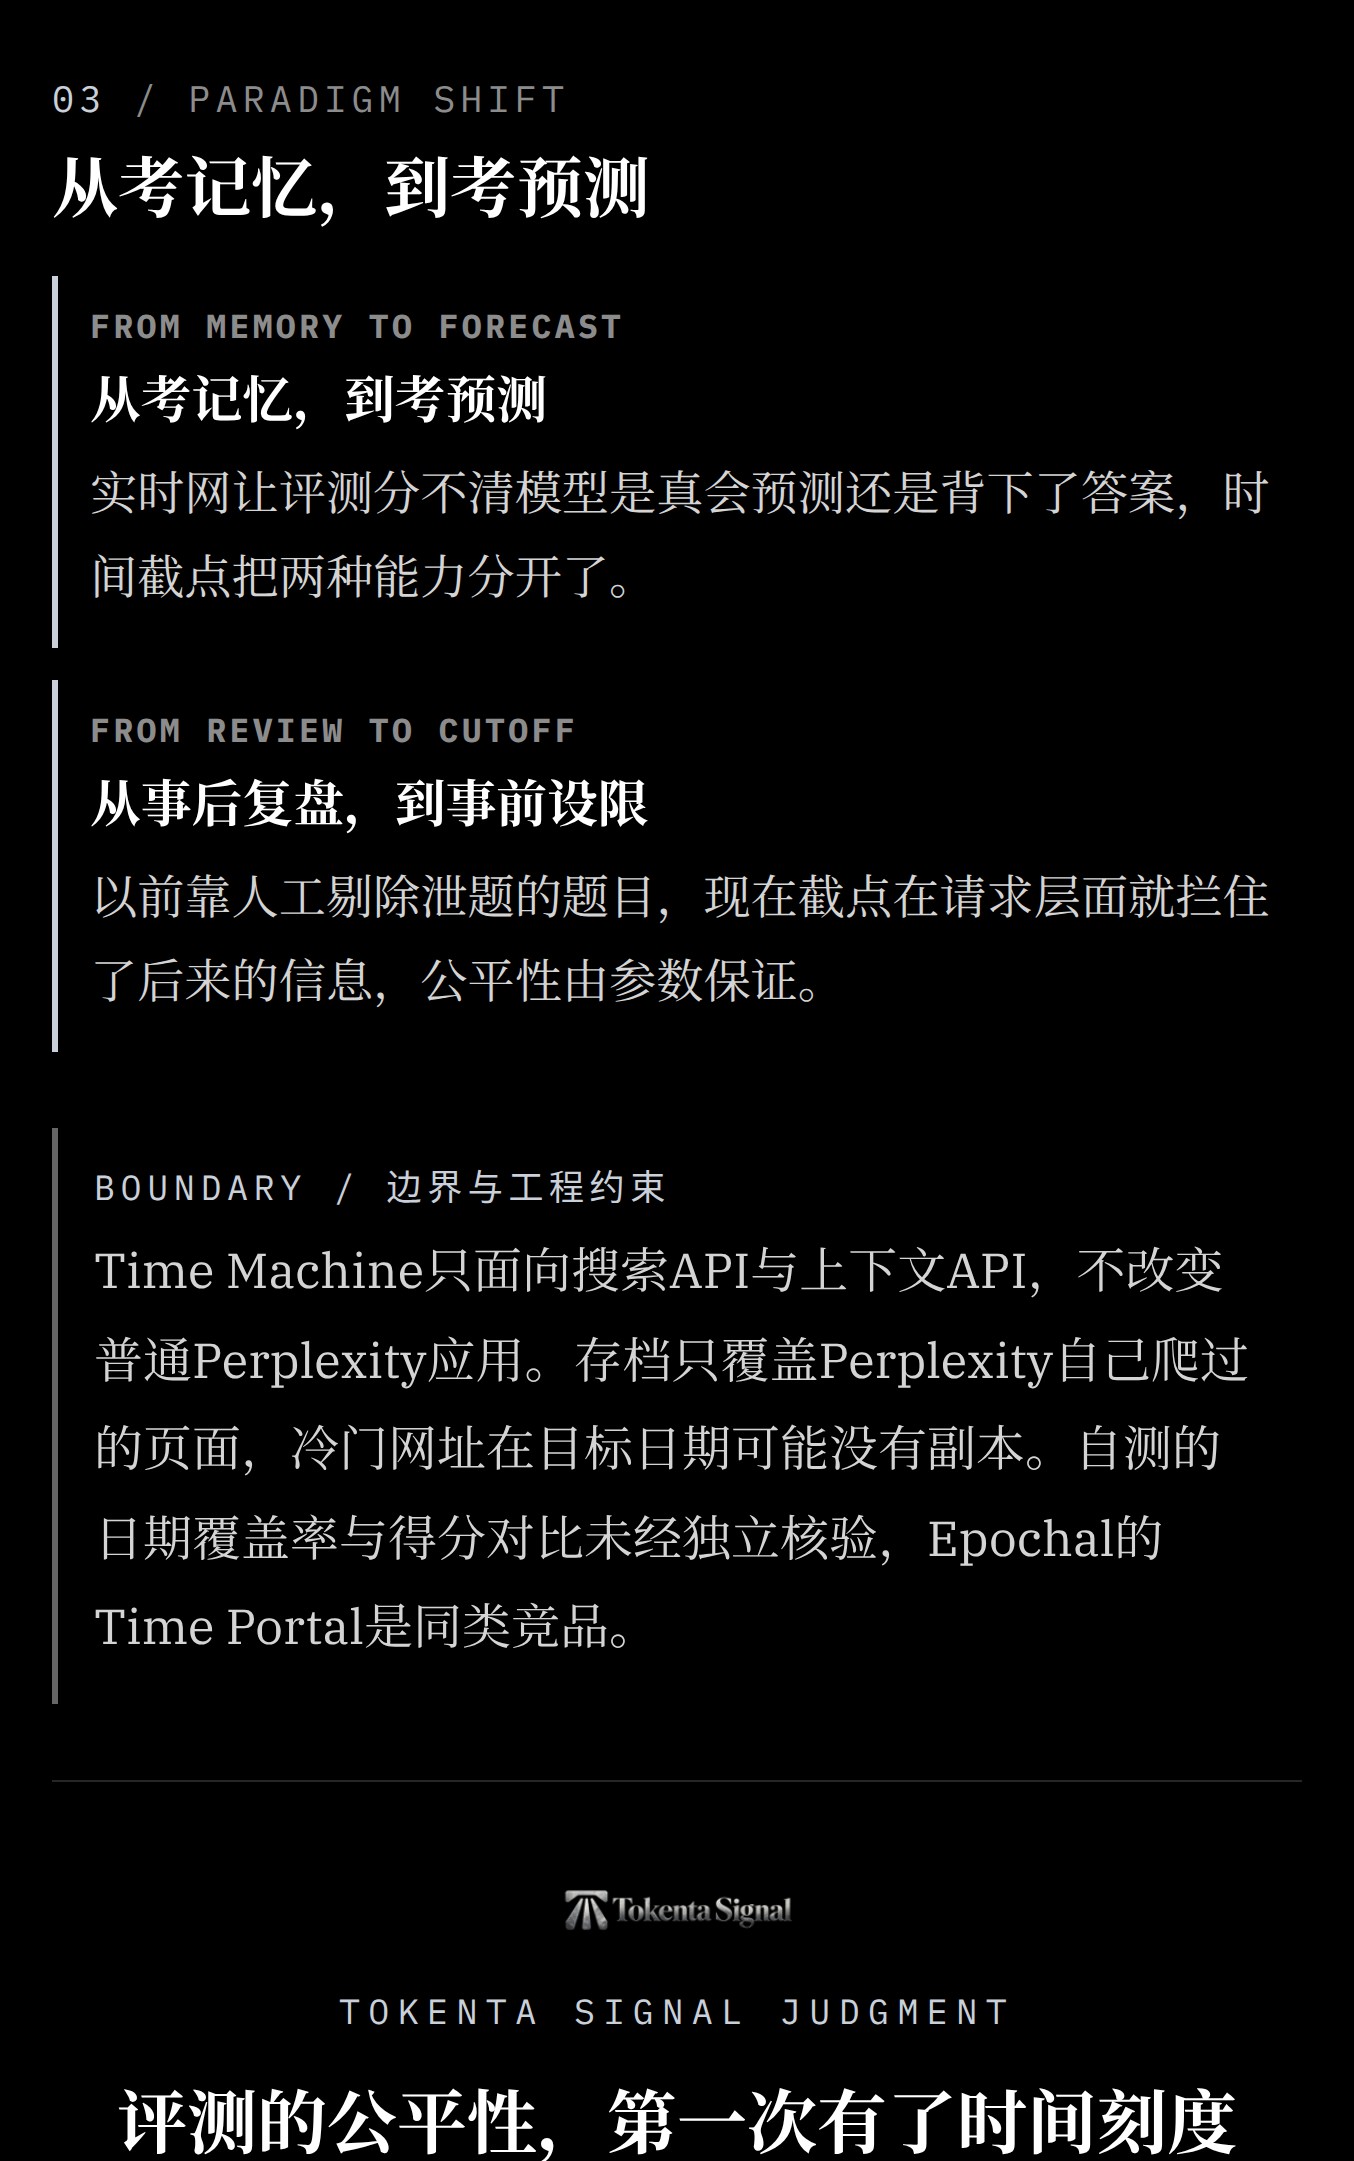 03 / PARADIGM SHIFT
从考记忆，到考预测
FROM MEMORY TO FORECAST
从考记忆，到考预测
实时网让评测分不清模型是真会预测还是背下了答案，时
间截点把两种能力分开了。
FROM REVIEW TO CUTOFF
从事后复盘，到事前设限
以前靠人工剔除泄题的题目，现在截点在请求层面就拦住
了后来的信息，公平性由参数保证。
BOUNDARY / 边界与工程约束
Time Machine只面向搜索API与上下文API，不改变
普通Perplexity应用。存档只覆盖Perplexity自己爬过
的页面，冷门网址在目标日期可能没有副本。自测的
日期覆盖率与得分对比未经独立核验，Epochal的
Time Portal是同类竞品。
Tokenta Signal
TOKENTA SIGNAL JUDGMENT
评测的公平性，第一次有了时间刻度